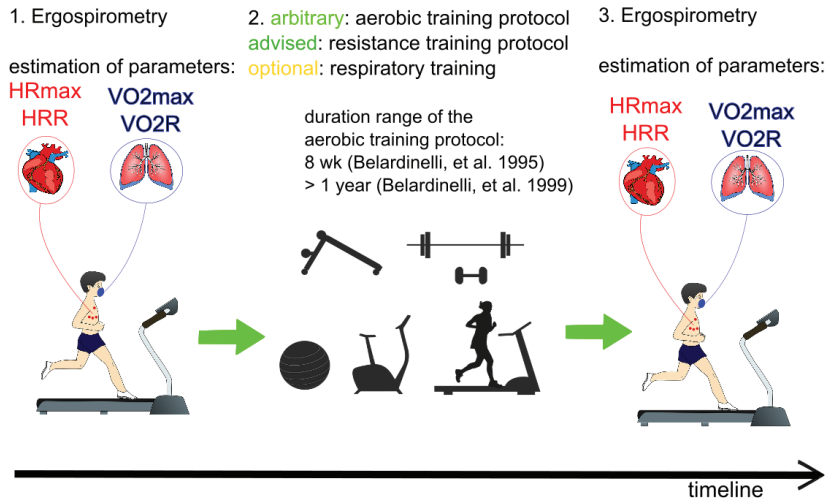 1. Ergospirometry
estimation of parameters:
HRmax
HRR
VO2max
VO2R
2. arbitrary: aerobic training protocol
advised: resistance training protocol
optional: respiratory training
duration range of the
aerobic training protocol:
8 wk (Belardinelli, et al. 1995)
> 1 year (Belardinelli, et al. 1999)
3. Ergospirometry
estimation of parameters:
HRmax
HRR
VO2max
VO2R
timeline